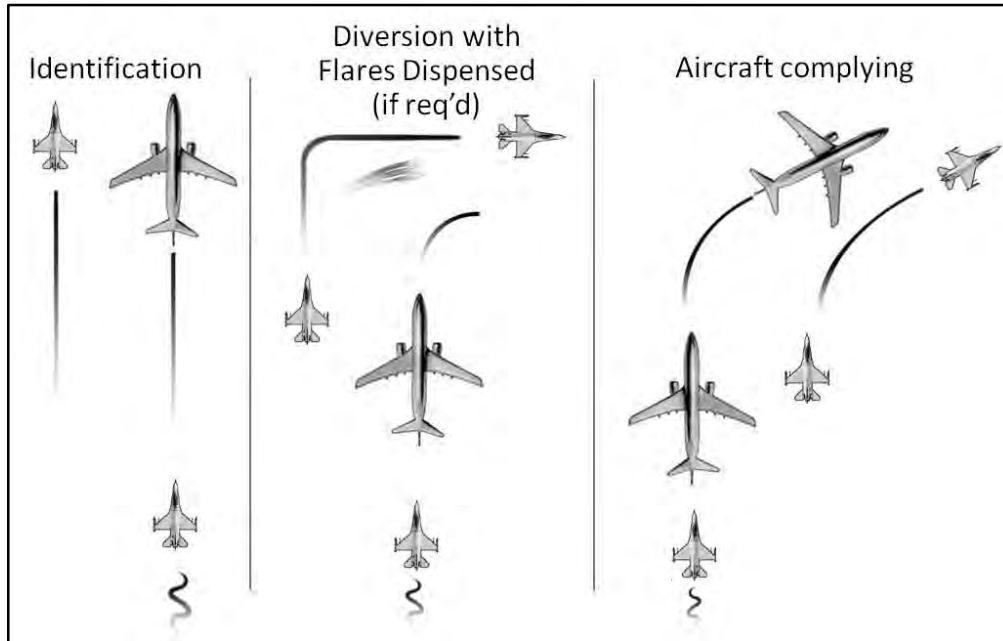 Identification
Diversion with
Flares Dispensed
(if req'd)
Aircraft complying